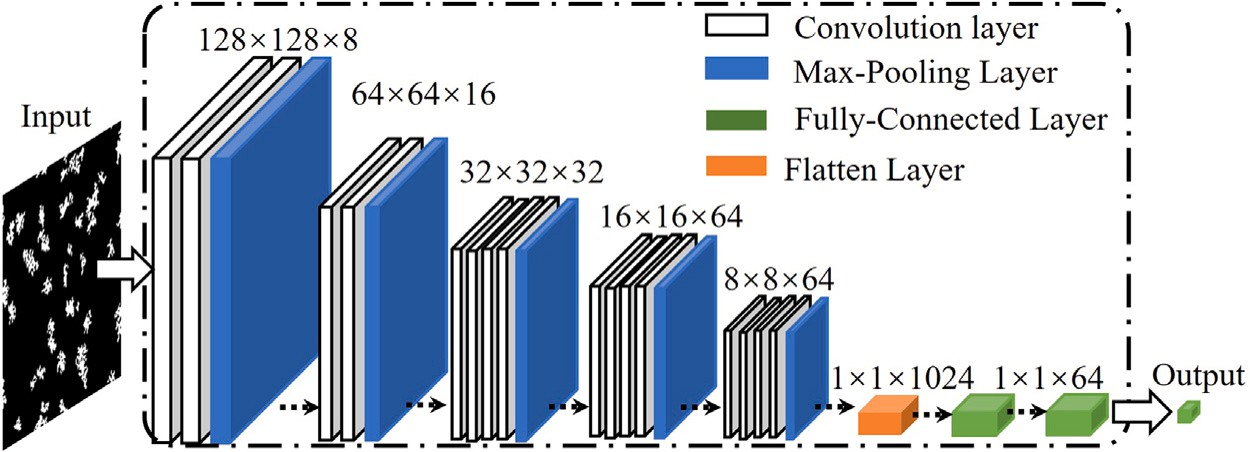 Input
128×128×8
64×64×16
32×32×32
16×16×64
8×8×64
1×1×1024
1×1×64
Output
Convolution layer
Max-Pooling Layer
Fully-Connected Layer
Flatten Layer